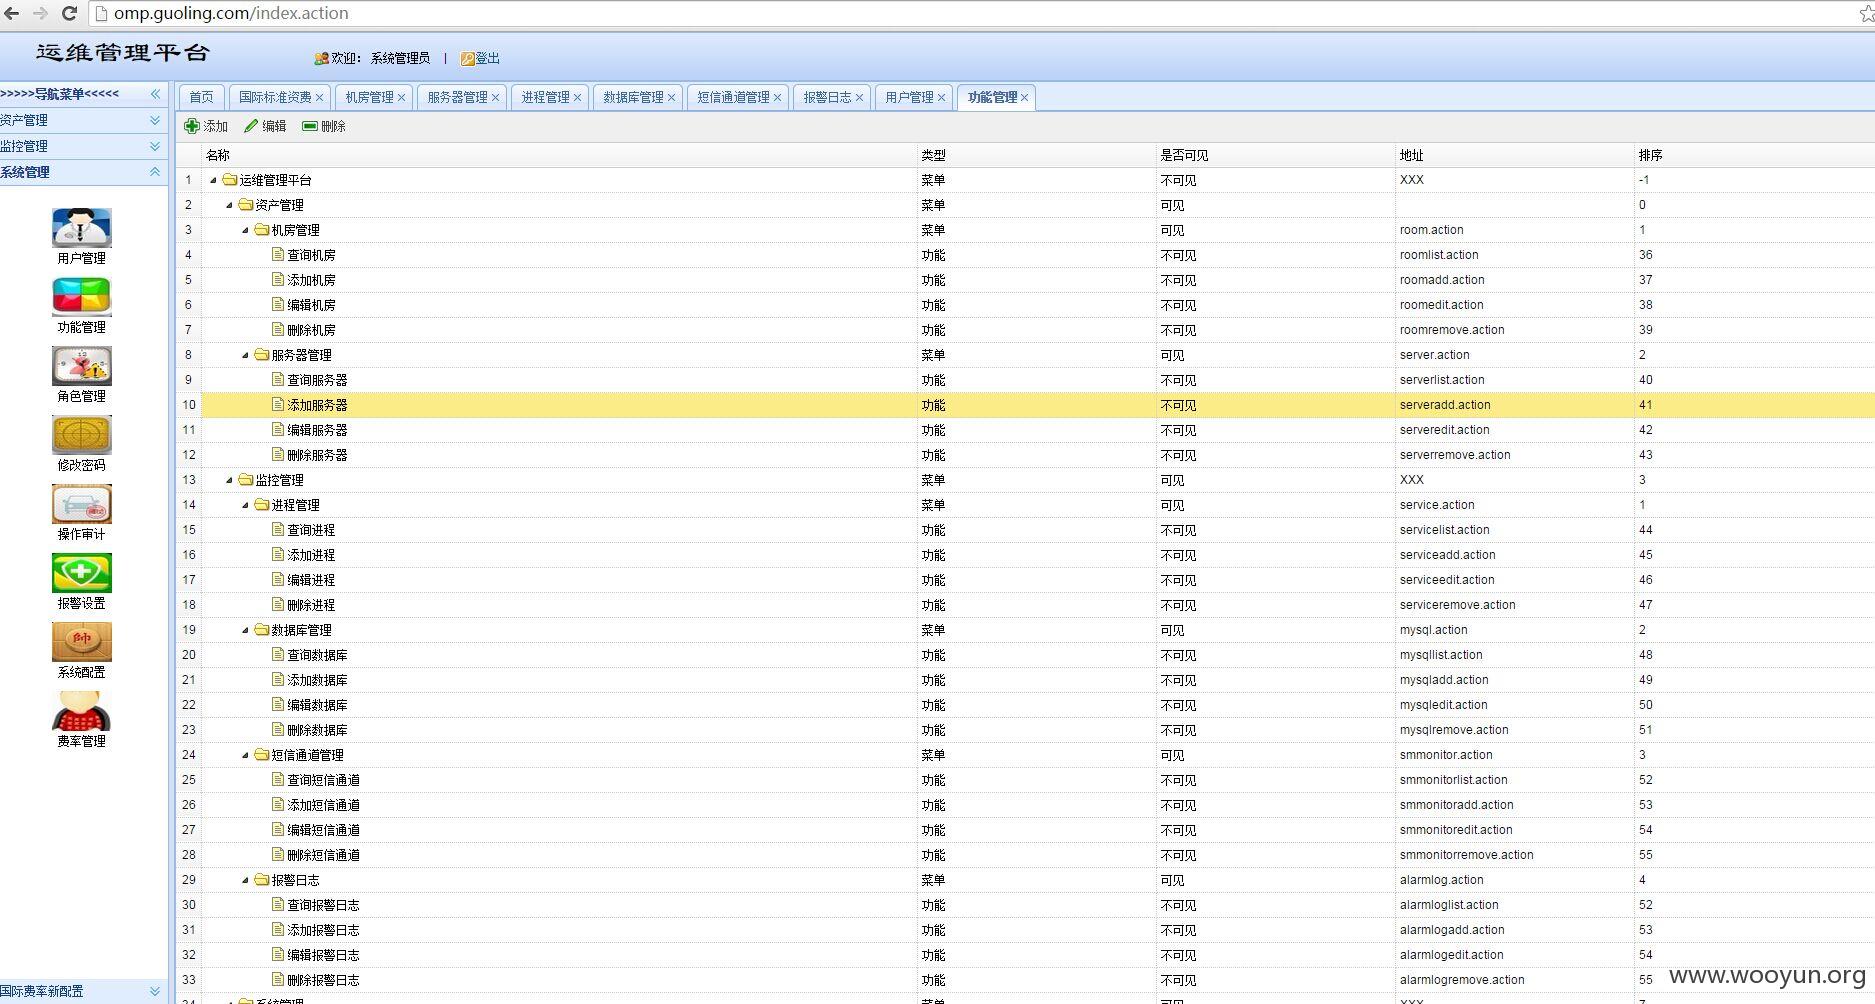 omp.guoling.com/index.action
运维管理平台
欢迎： 系统管理员 | 登出
>>>>>导航菜单<<<<<
资产管理
监控管理
系统管理
用户管理
功能管理
角色管理
修改密码
操作审计
报警设置
系统配置
费率管理
国际费率新配置
首页 国际标准资费 机房管理 服务器管理 进程管理 数据库管理 短信通道管理 报警日志 用户管理 功能管理
添加 编辑 删除
名称 类型 是否可见 地址 排序
1 运维管理平台 菜单 不可见 XXX -1
2 资产管理 菜单 可见 0
3 机房管理 菜单 可见 room.action 1
4 查询机房 功能 不可见 roomlist.action 36
5 添加机房 功能 不可见 roomadd.action 37
6 编辑机房 功能 不可见 roomedit.action 38
7 删除机房 功能 不可见 roomremove.action 39
8 服务器管理 菜单 可见 server.action 2
9 查询服务器 功能 不可见 serverlist.action 40
10 添加服务器 功能 不可见 serveradd.action 41
11 编辑服务器 功能 不可见 serveredit.action 42
12 删除服务器 功能 不可见 serverremove.action 43
13 监控管理 菜单 可见 XXX 3
14 进程管理 菜单 可见 service.action 1
15 查询进程 功能 不可见 servicelist.action 44
16 添加进程 功能 不可见 serviceadd.action 45
17 编辑进程 功能 不可见 serviceedit.action 46
18 删除进程 功能 不可见 serviceremove.action 47
19 数据库管理 菜单 可见 mysql.action 2
20 查询数据库 功能 不可见 mysqllist.action 48
21 添加数据库 功能 不可见 mysqladd.action 49
22 编辑数据库 功能 不可见 mysqledit.action 50
23 删除数据库 功能 不可见 mysqlremove.action 51
24 短信通道管理 菜单 可见 smmonitor.action 3
25 查询短信通道 功能 不可见 smmonitorlist.action 52
26 添加短信通道 功能 不可见 smmonitoradd.action 53
27 编辑短信通道 功能 不可见 smmonitoredit.action 54
28 删除短信通道 功能 不可见 smmonitorremove.action 55
29 报警日志 菜单 可见 alarmlog.action 4
30 查询报警日志 功能 不可见 alarmloglist.action 52
31 添加报警日志 功能 不可见 alarmlogadd.action 53
32 编辑报警日志 功能 不可见 alarmlogedit.action 54
33 删除报警日志 功能 不可见 alarmlogremove.action 55
34 系统管理 菜单 可见 XXX 7
www.wooyun.org